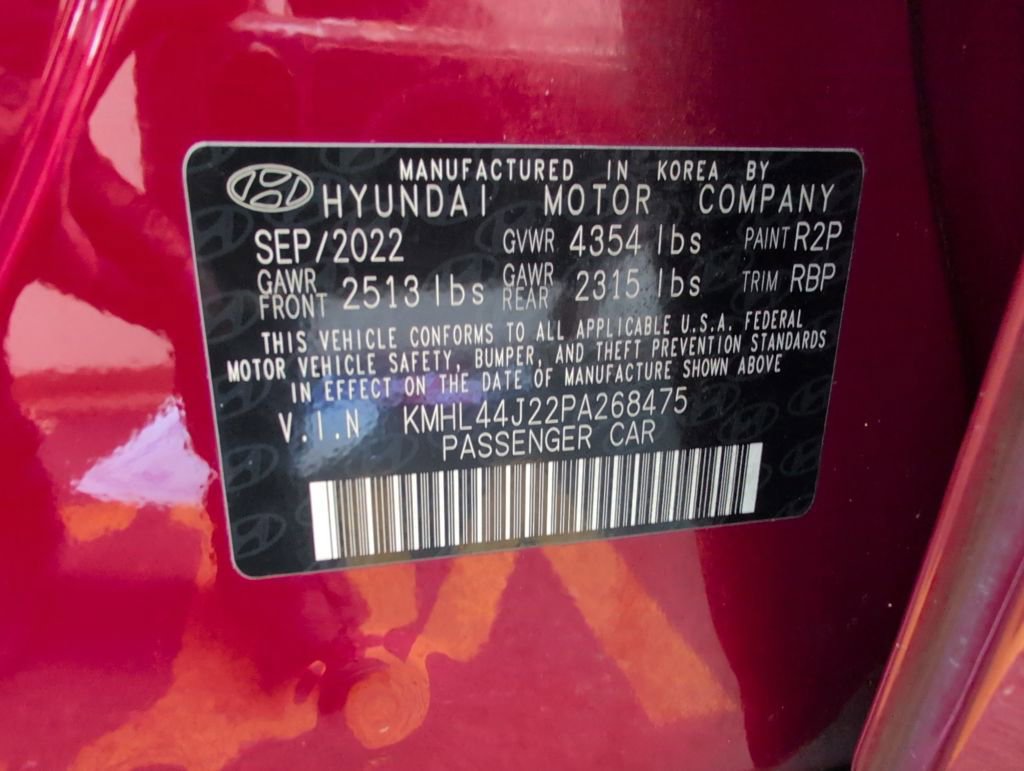 MANUFACTURED IN KOREA BY
HYUNDAI MOTOR COMPANY
SEP/2022 GVWR 4354 lbs PAINT R2P
GAWR FRONT 2513 lbs GAWR REAR 2315 lbs TRIM RBP
THIS VEHICLE CONFORMS TO ALL APPLICABLE U.S.A. FEDERAL
MOTOR VEHICLE SAFETY, BUMPER, AND THEFT PREVENTION STANDARDS
IN EFFECT ON THE DATE OF MANUFACTURE SHOWN ABOVE
V.I.N KMHL44J22PA268475
PASSENGER CAR